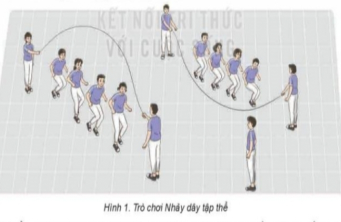 KẾT NỐI TRI THỨC
VỚI CUỘC SỐNG
Hình 1. Trò chơi Nhảy dây tập thể